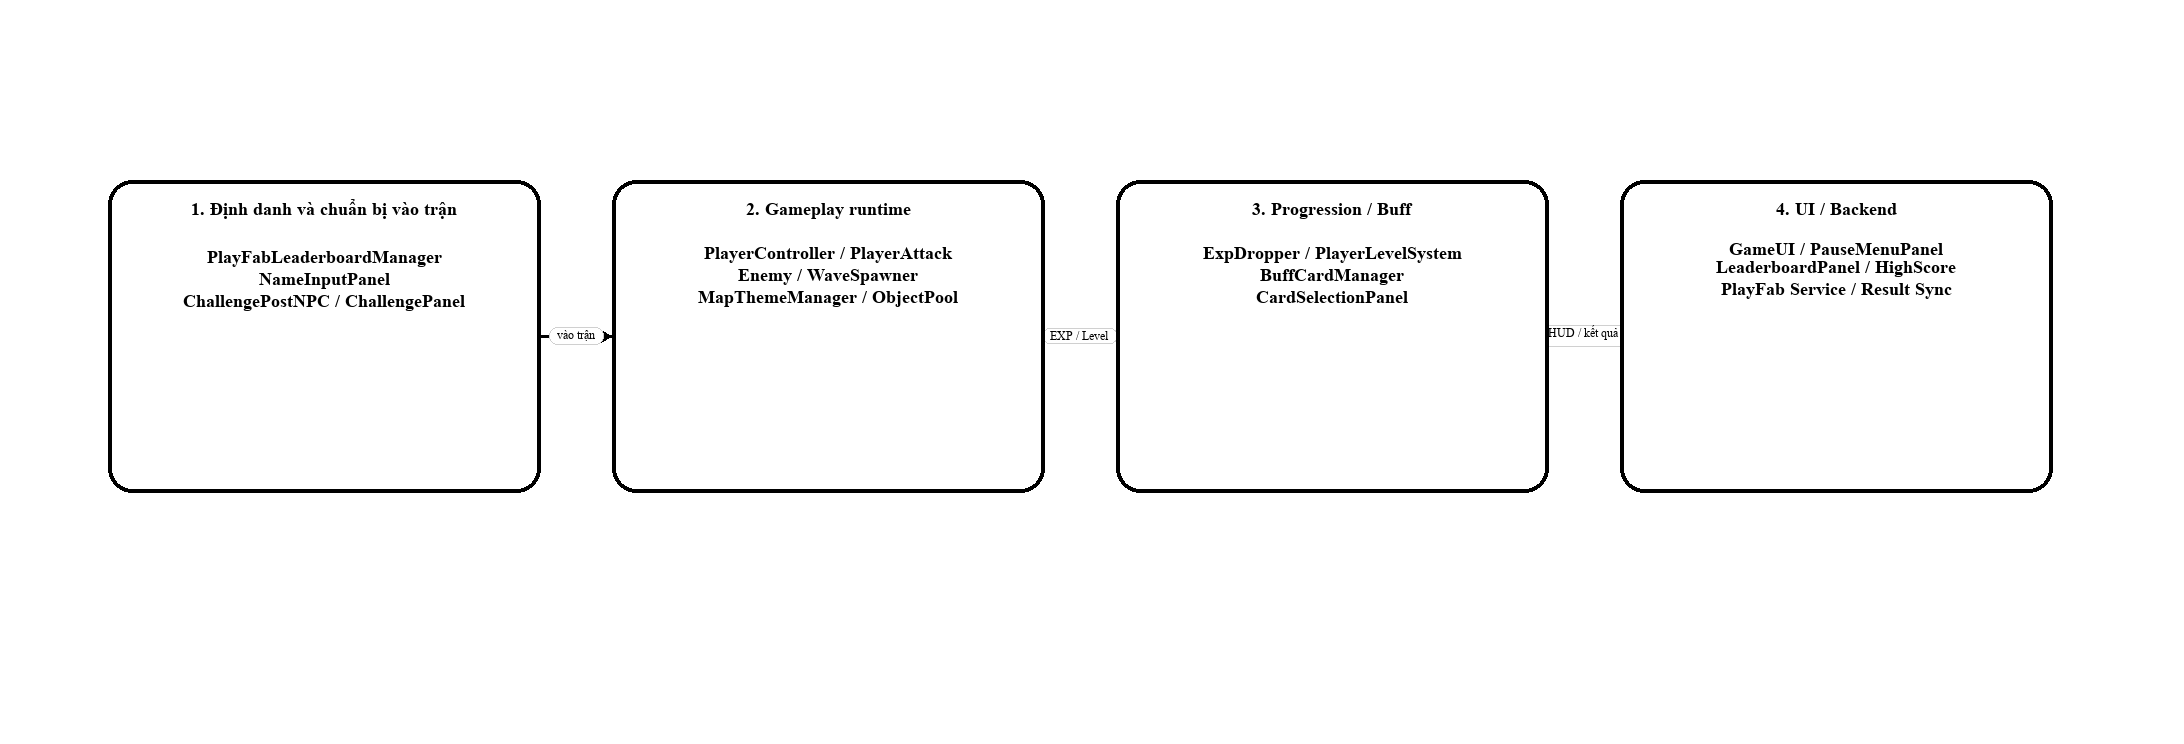 1. Định danh và chuẩn bị vào trận
PlayFabLeaderboardManager
NameInputPanel
ChallengePostNPC / ChallengePanel
vào trận
2. Gameplay runtime
PlayerController / PlayerAttack
Enemy / WaveSpawner
MapThemeManager / ObjectPool
EXP / Level
3. Progression / Buff
ExpDropper / PlayerLevelSystem
BuffCardManager
CardSelectionPanel
HUD / kết quả
4. UI / Backend
GameUI / PauseMenuPanel
LeaderboardPanel / HighScore
PlayFab Service / Result Sync